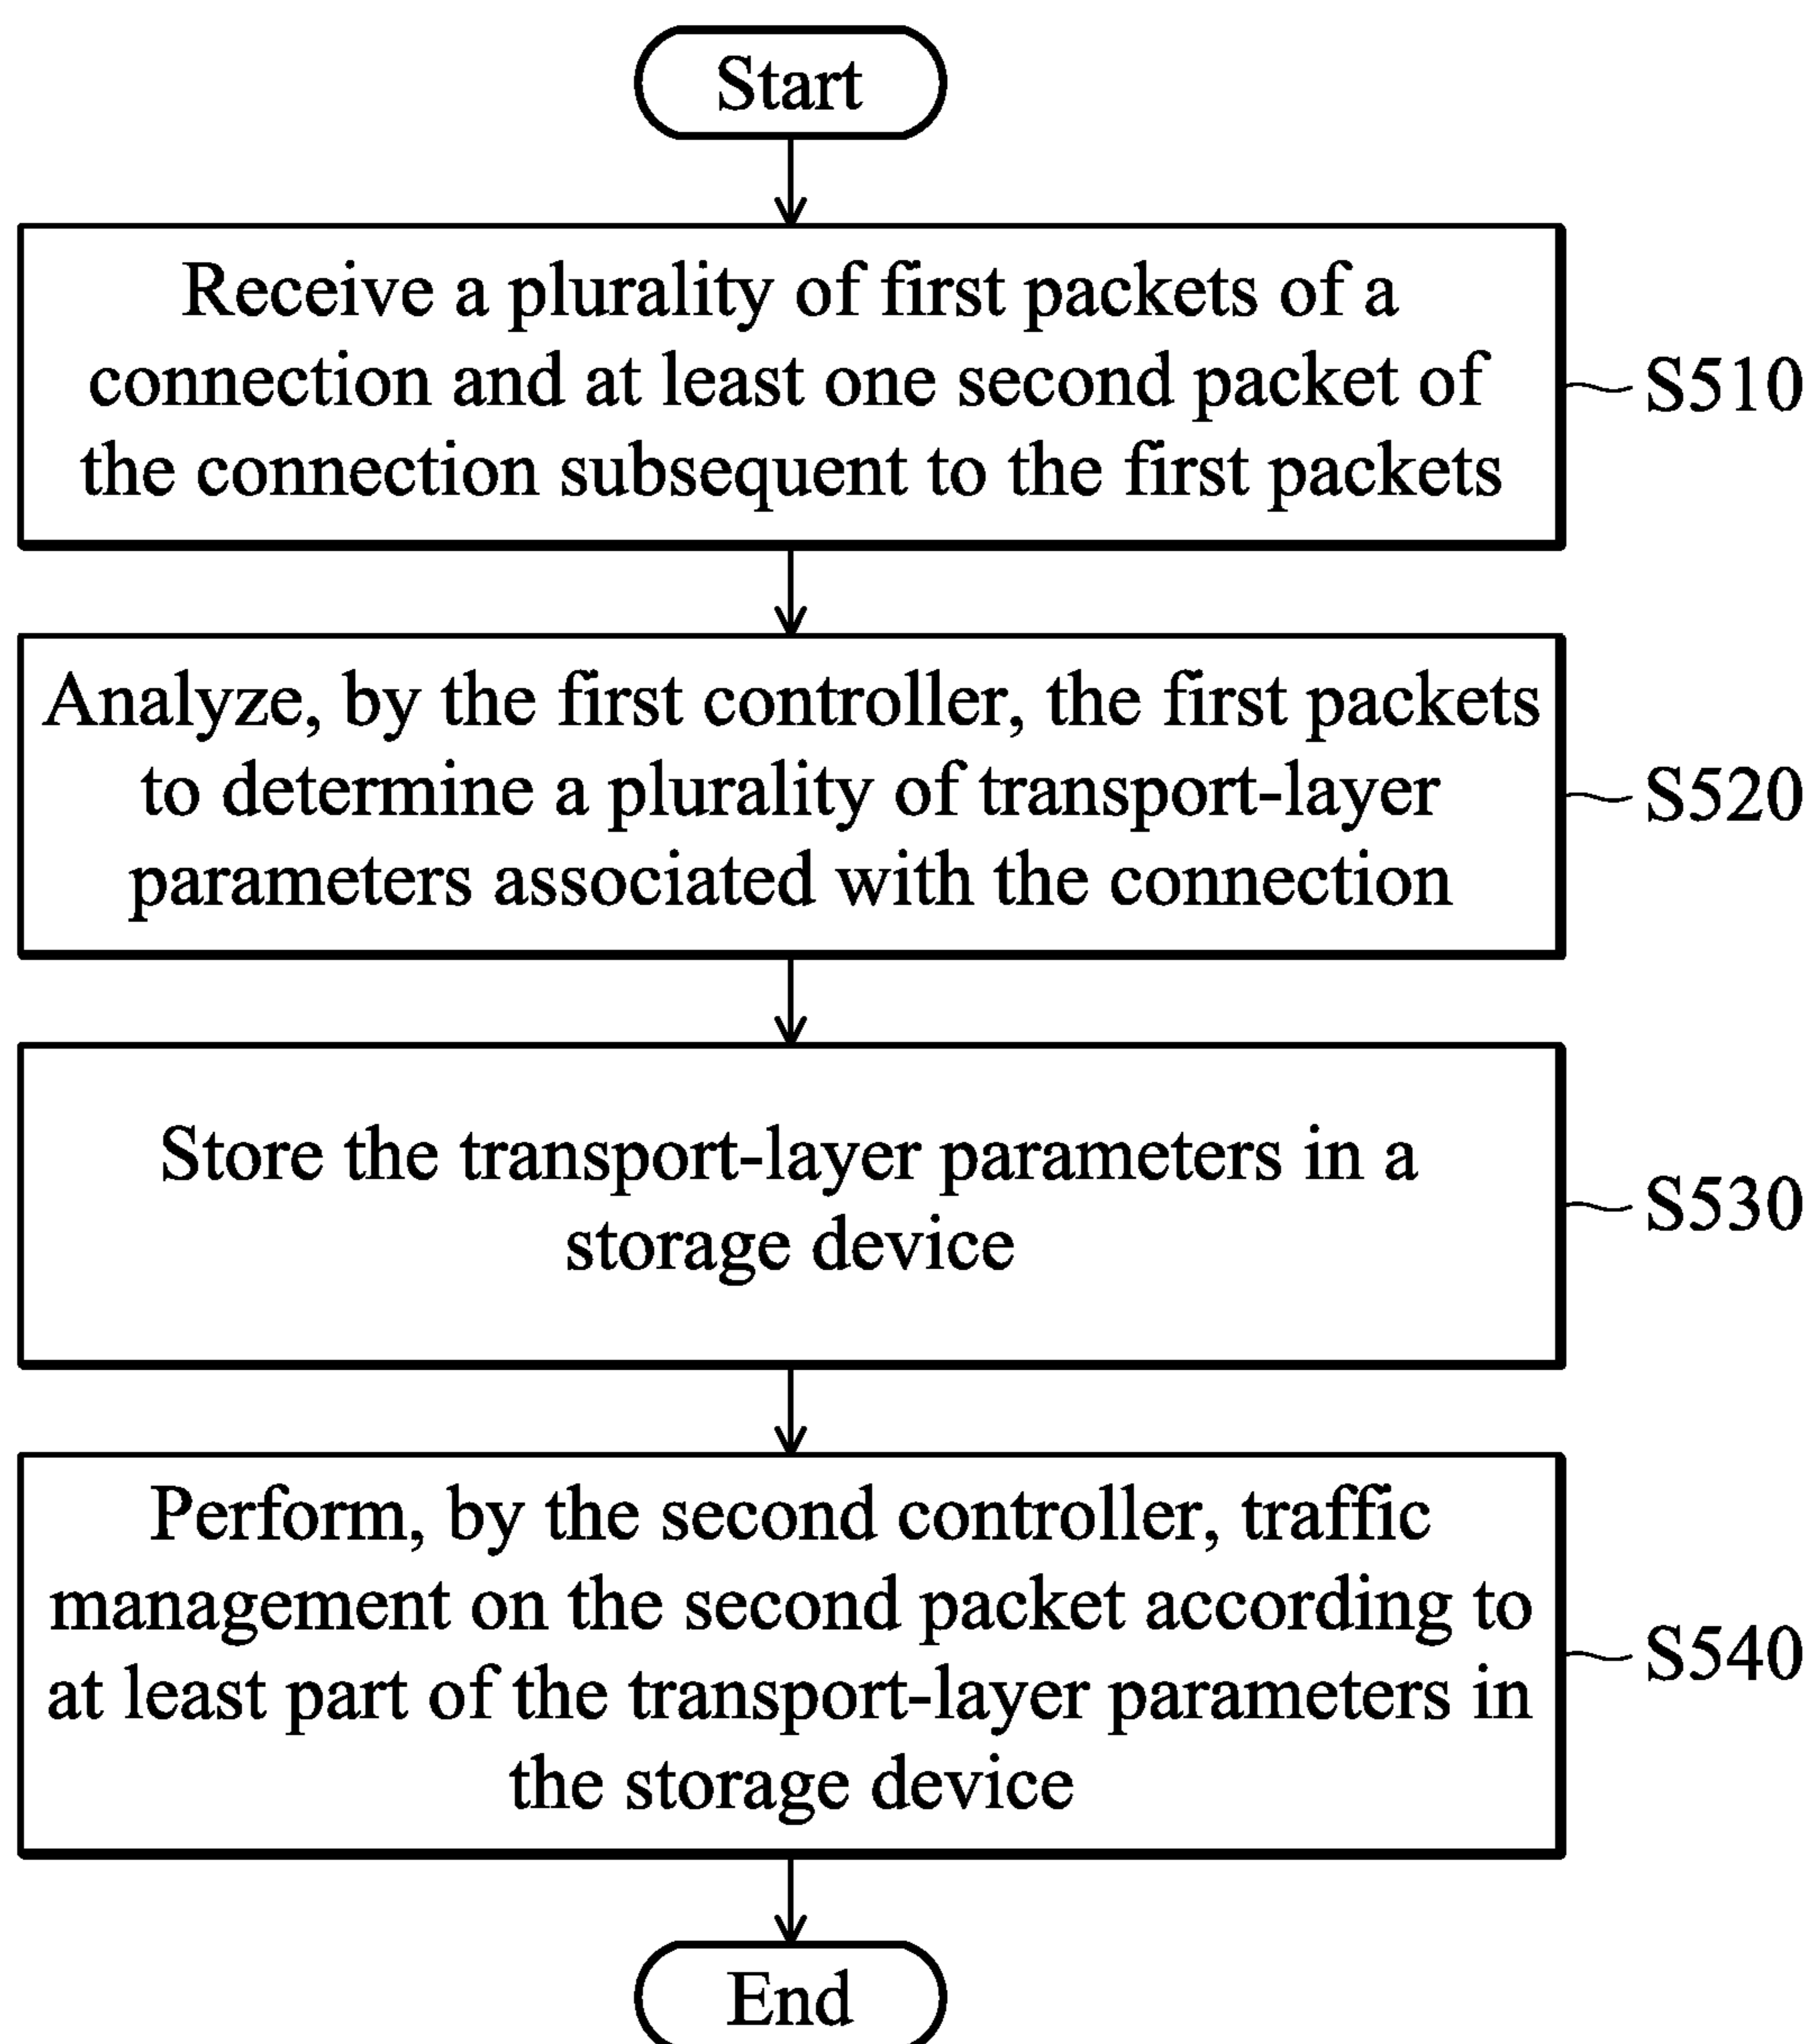 Start
Receive a plurality of first packets of a
connection and at least one second packet of
the connection subsequent to the first packets
S510
Analyze, by the first controller, the first packets
to determine a plurality of transport-layer
parameters associated with the connection
S520
Store the transport-layer parameters in a
storage device
S530
Perform, by the second controller, traffic
management on the second packet according to
at least part of the transport-layer parameters in
the storage device
S540
End